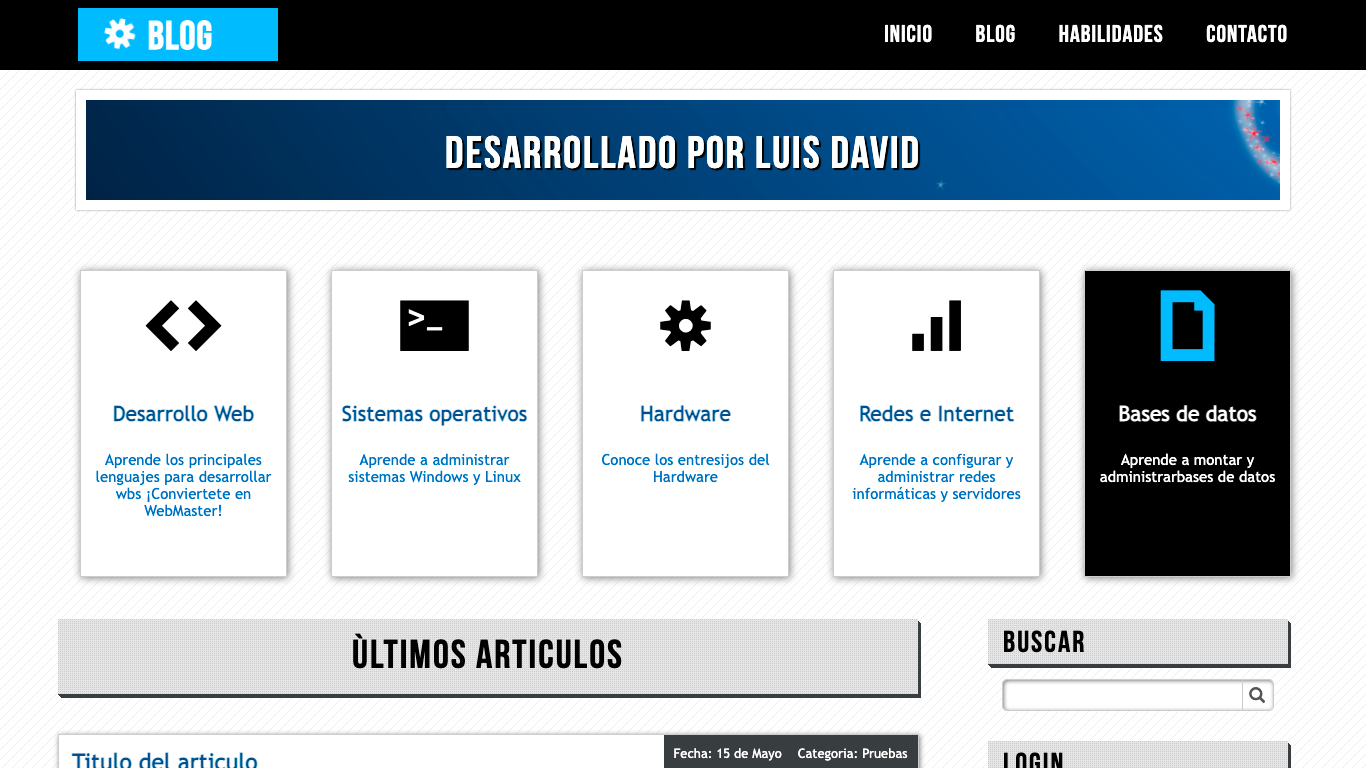 BLOG
INICIO BLOG HABILIDADES CONTACTO
DESARROLLADO POR LUIS DAVID
>_
Desarrollo Web
Aprende los principales
lenguajes para desarrollar
wbs ¡Conviertete en
WebMaster!
Sistemas operativos
Aprende a administrar
sistemas Windows y Linux
Hardware
Conoce los entresijos del
Hardware
Redes e Internet
Aprende a configurar y
administrar redes
informáticas y servidores
Bases de datos
Aprende a montar y
administrarbases de datos
ÙLTIMOS ARTICULOS
Titulo del articulo
Fecha: 15 de Mayo Categoria: Pruebas
BUSCAR
LOGIN